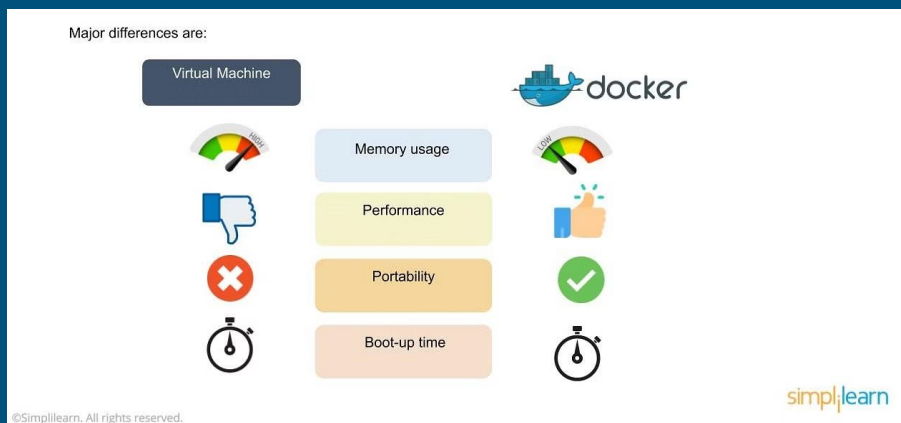 Major differences are:
Virtual Machine
docker
HIGH
Memory usage
LOW
Performance
Portability
Boot-up time
simplilearn
©Simplilearn. All rights reserved.